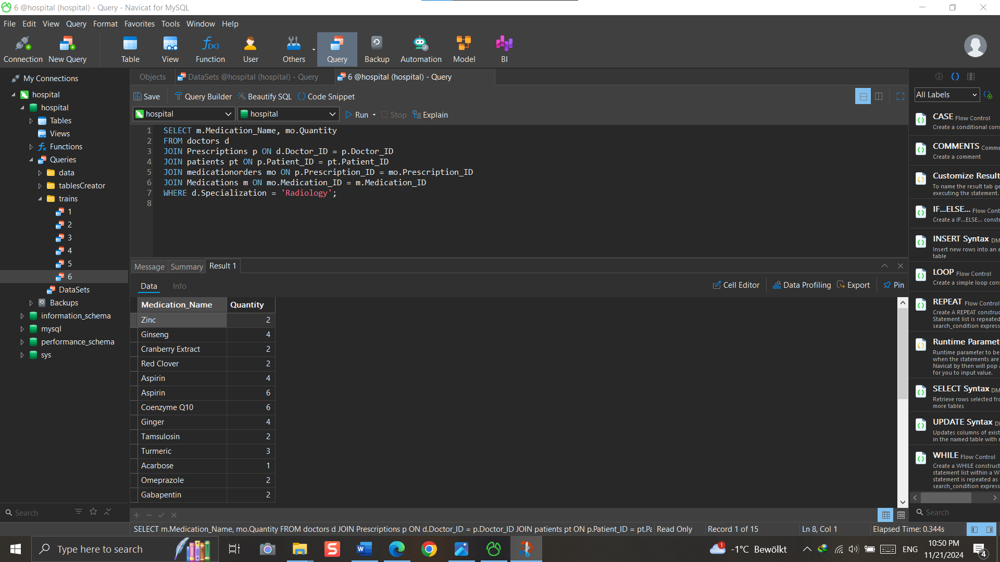 6 @hospital (hospital) - Query - Navicat for MySQL
File Edit View Query Format Favorites Tools Window Help
Connection New Query Table View Function User Others Query Backup Automation Model BI
My Connections
hospital
hospital
Tables
Views
Functions
Queries
data
tablesCreator
trains
1
2
3
4
5
6
DataSets
Backups
information_schema
mysql
performance_schema
sys
Search
Objects DataSets @hospital (hospital) - Query 6 @hospital (hospital) - Query
Save Query Builder Beautify SQL Code Snippet
hospital hospital Run Stop Explain
1 SELECT m.Medication_Name, mo.Quantity
2 FROM doctors d
3 JOIN Prescriptions p ON d.Doctor_ID = p.Doctor_ID
4 JOIN patients pt ON p.Patient_ID = pt.Patient_ID
5 JOIN medicationorders mo ON p.Prescription_ID = mo.Prescription_ID
6 JOIN Medications m ON mo.Medication_ID = m.Medication_ID
7 WHERE d.Specialization = 'Radiology';
8
Message Summary Result 1
Data Info Cell Editor Data Profiling Export Pin
Medication_Name Quantity
Zinc 2
Ginseng 4
Cranberry Extract 2
Red Clover 2
Aspirin 4
Aspirin 6
Coenzyme Q10 6
Ginger 4
Tamsulosin 2
Turmeric 3
Acarbose 1
Omeprazole 2
Gabapentin 2
SELECT m.Medication_Name, mo.Quantity FROM doctors d JOIN Prescriptions p ON d.Doctor_ID = p.Doctor_ID JOIN patients pt ON p.Patient_ID = pt.Pa Read Only Record 1 of 15 Ln 8, Col 1 Elapsed Time: 0.344s
All Labels
CASE Flow Control
Create a conditional cons
COMMENTS Comme
Create a comment
Customize Result
To name the result tab ge
executing the statement.
IF...ELSE... Flow Cont
Create a IF...ELSE... constr
INSERT Syntax DM
Insert new rows into an e
table
LOOP Flow Control
Create a simple loop cons
REPEAT Flow Control
Create A REPEAT construc
Statement list is repeated
search_condition express
Runtime Paramet
Runtime parameter to be
when the statements are
Navicat by then will pop a
for you to input value.
SELECT Syntax DM
Retrieve rows selected fro
more tables
UPDATE Syntax D
Updates columns of exist
in the named table with n
WHILE Flow Control
Create a WHILE construct
statement list within a W
statement is repeated as
search_condition express
Search
Type here to search
1
-1°C Bewölkt
ENG
10:50 PM
11/21/2024
4